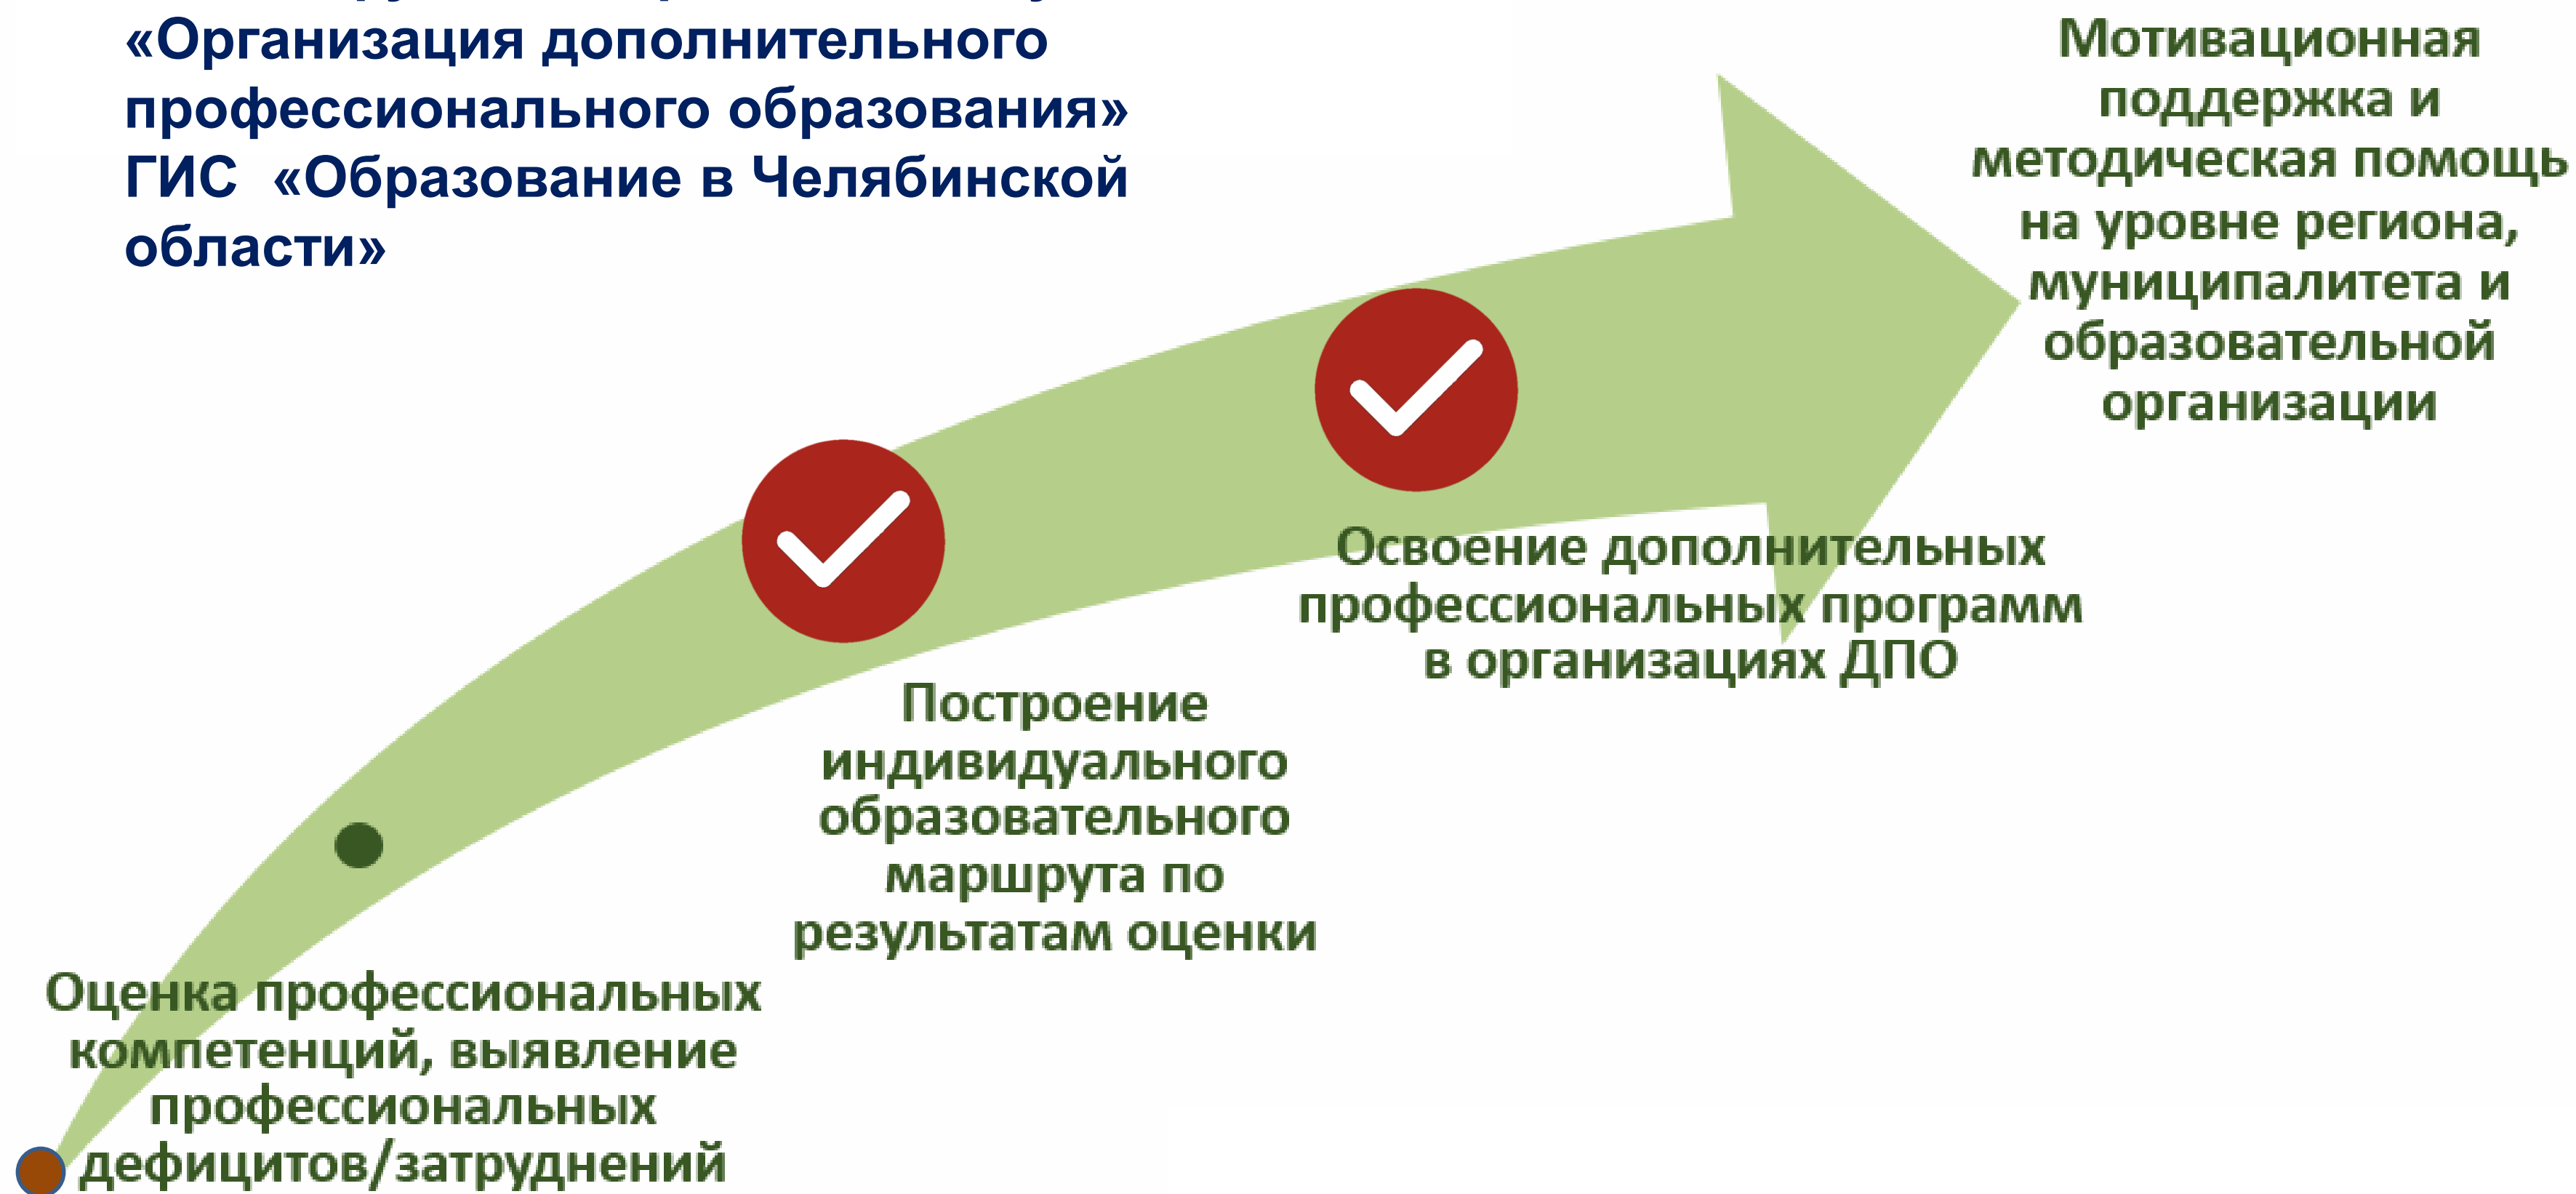 «Организация дополнительного
профессионального образования»
ГИС «Образование в Челябинской
области»
Мотивационная
поддержка и
методическая помощь
на уровне региона,
муниципалитета и
образовательной
организации
Освоение дополнительных
профессиональных программ
в организациях ДПО
Построение
индивидуального
образовательного
маршрута по
результатам оценки
Оценка профессиональных
компетенций, выявление
профессиональных
дефицитов/затруднений